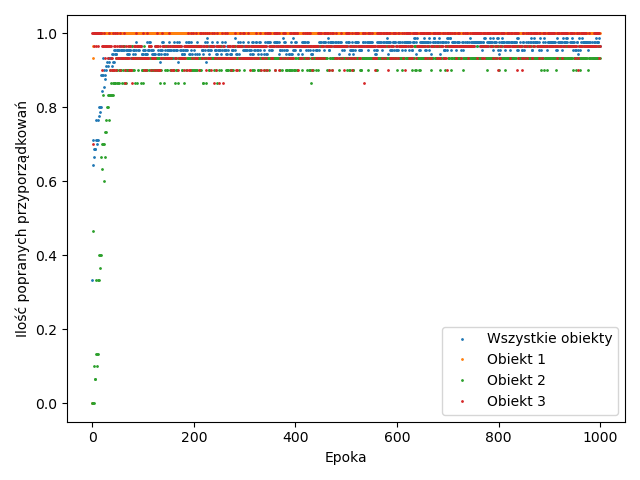 Ilość popranych przyporządkowań
1.0
0.8
0.6
0.4
0.2
0.0
0 200 400 600 800 1000
Epoka
Wszystkie obiekty
Obiekt 1
Obiekt 2
Obiekt 3